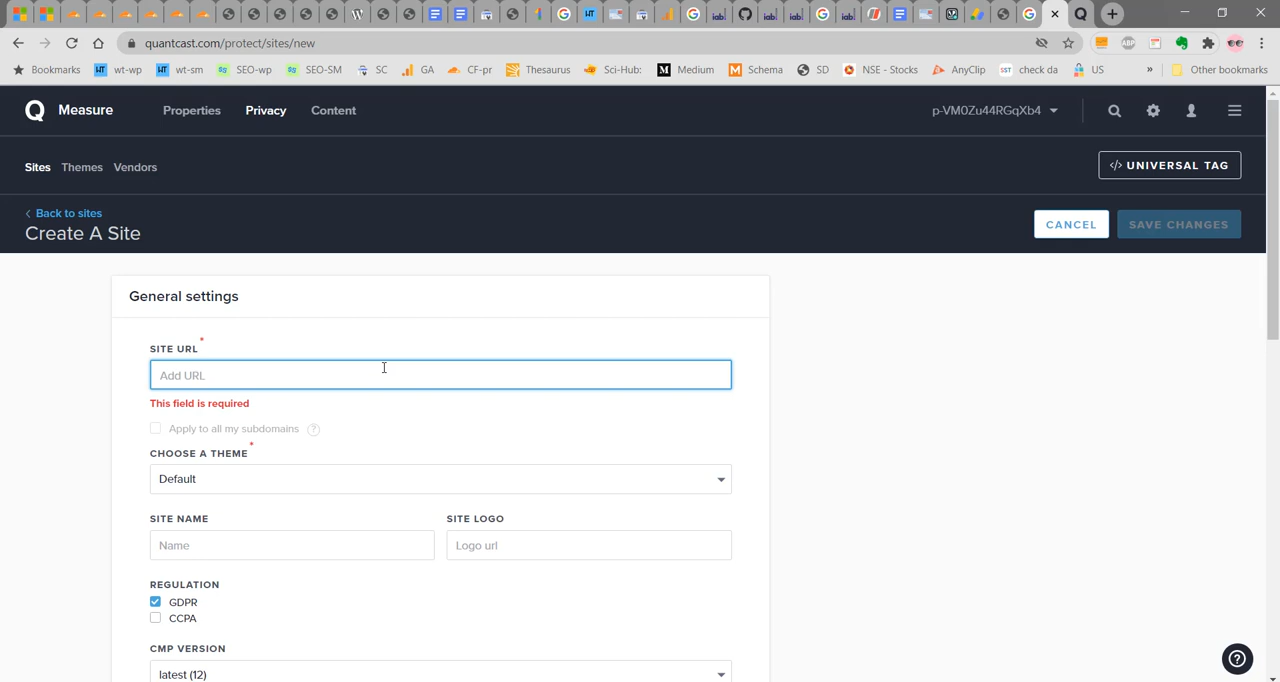 quantcast.com/protect/sites/new
Bookmarks wt-wp wt-sm SEO-wp SEO-SM SC GA CF-pr Thesaurus Sci-Hub: Medium Schema SD NSE - Stocks AnyClip check da US » Other bookmarks
Q Measure Properties Privacy Content p-VM0Zu44RGqXb4
Sites Themes Vendors </> UNIVERSAL TAG
< Back to sites
Create A Site CANCEL SAVE CHANGES
General settings
SITE URL *
Add URL
This field is required
Apply to all my subdomains ?
CHOOSE A THEME *
Default
SITE NAME SITE LOGO
Name Logo url
REGULATION
GDPR
CCPA
CMP VERSION
latest (12)